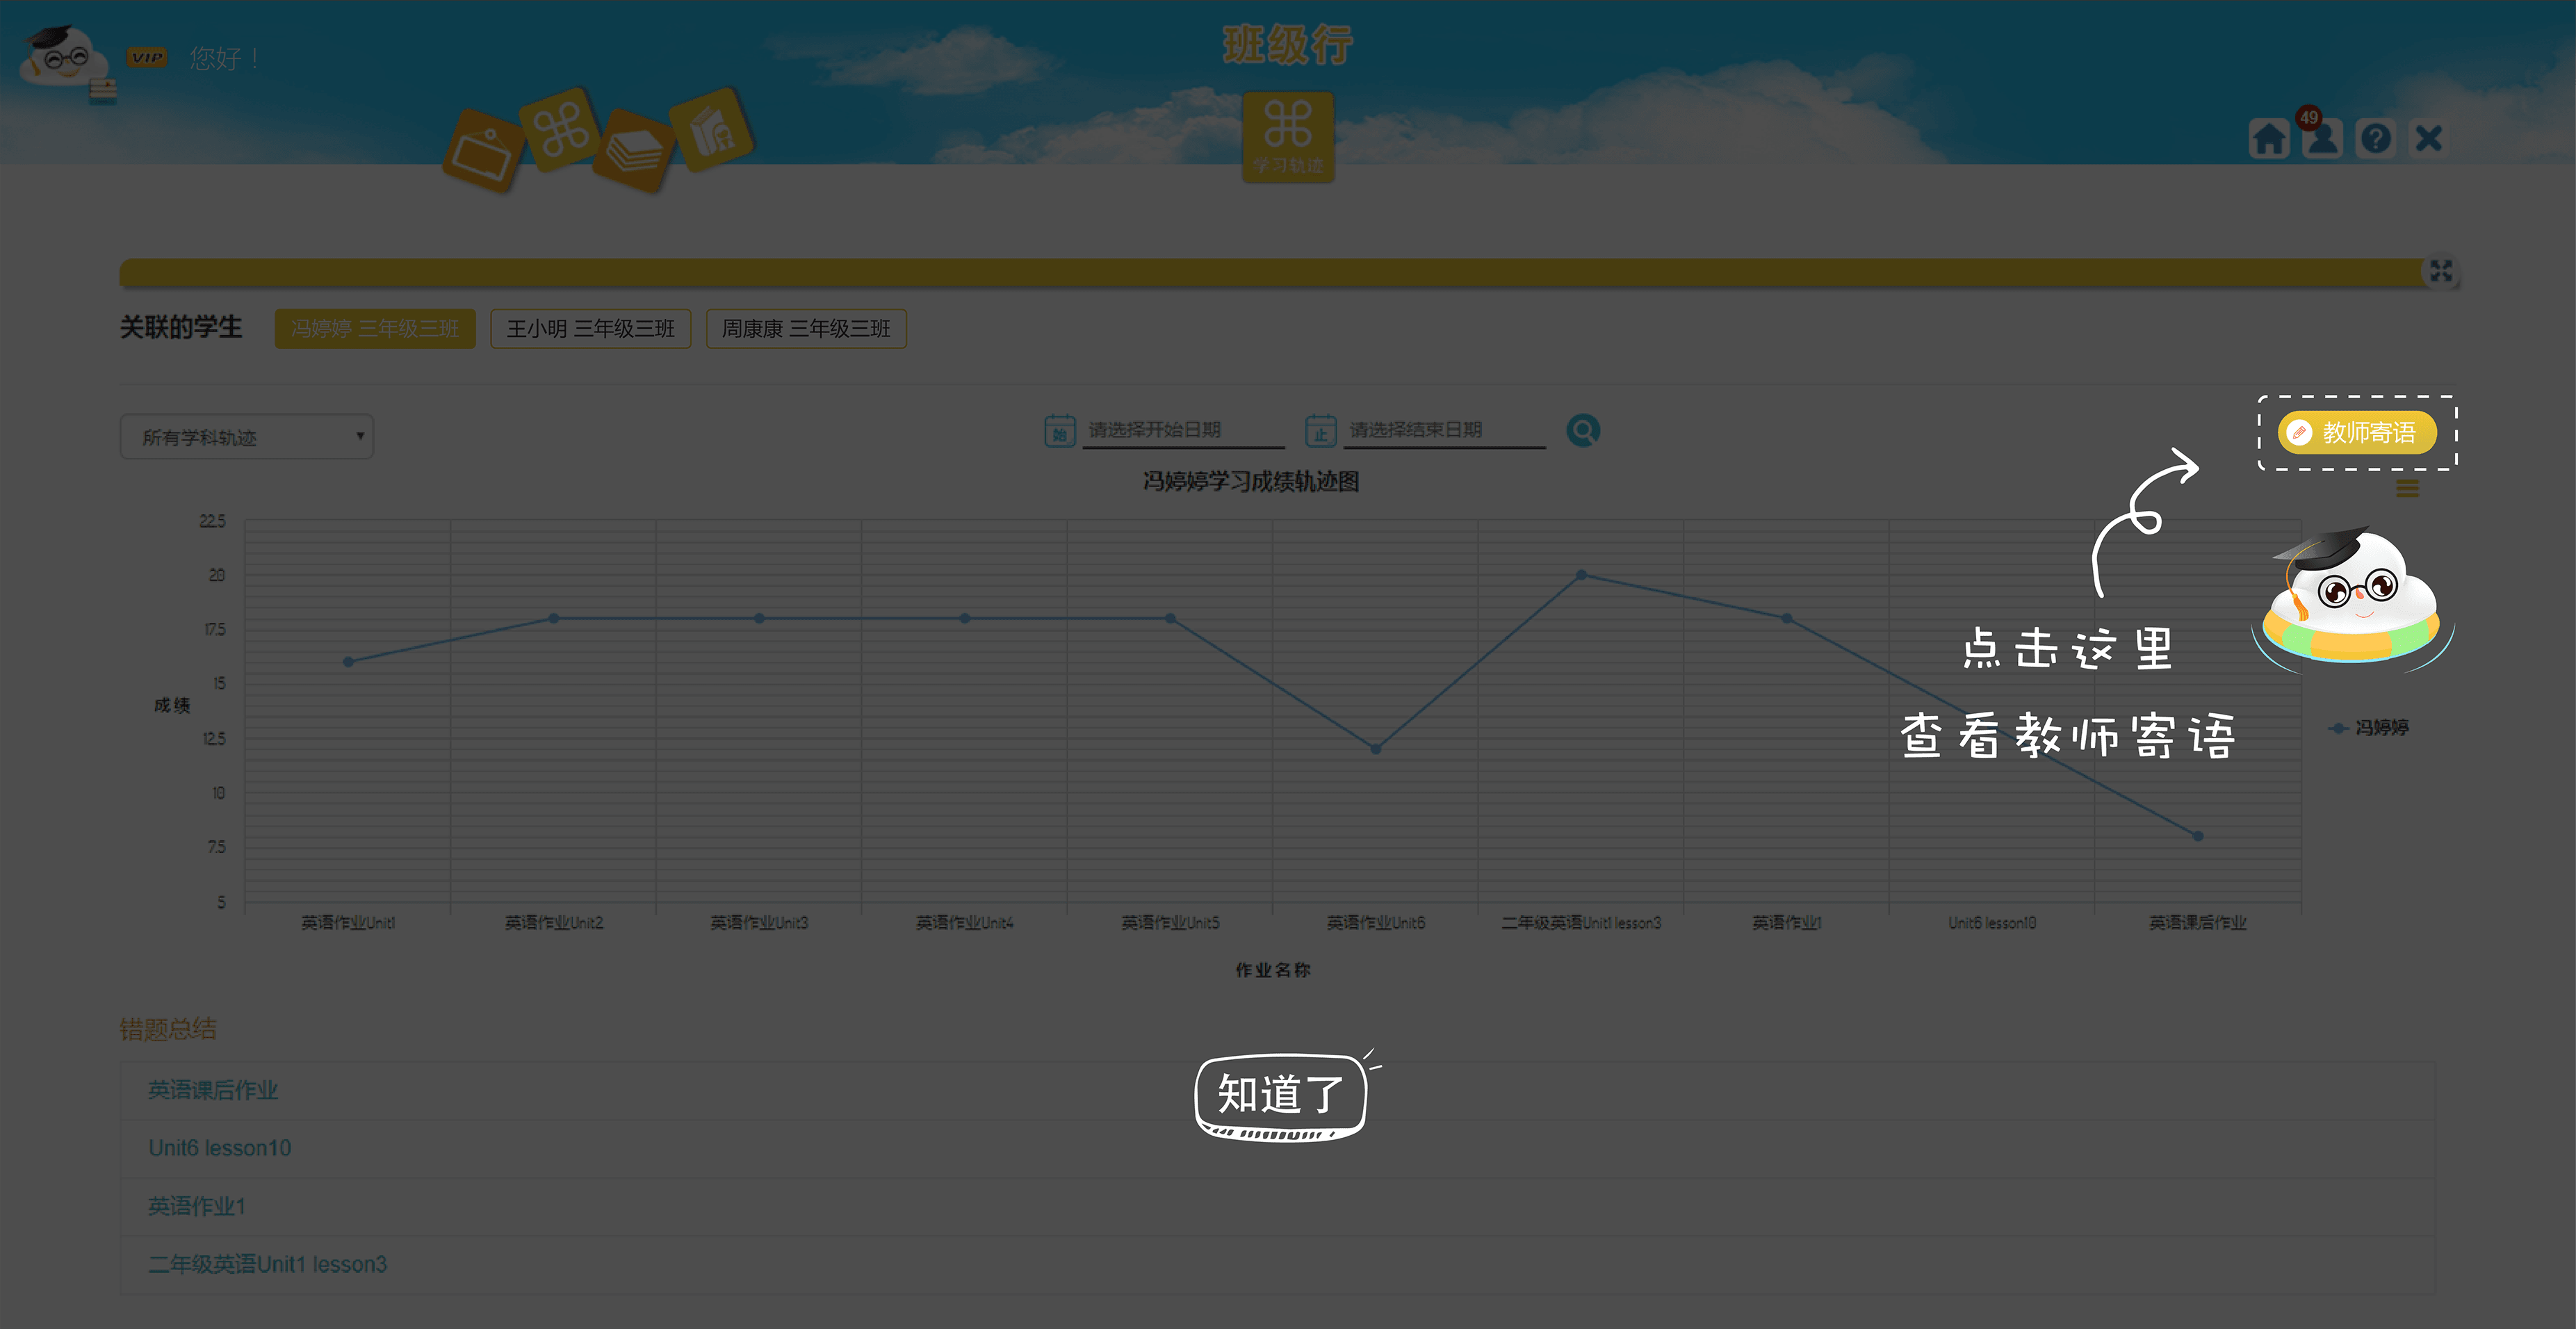 班级行
VIP 您好！
学习轨迹
49
关联的学生 冯婷婷 三年级三班 王小明 三年级三班 周康康 三年级三班
所有学科轨迹
始 请选择开始日期 止 请选择结束日期
教师寄语
冯婷婷学习成绩轨迹图
22.5
20
17.5
15
12.5
10
7.5
5
成绩
点击这里
查看教师寄语
冯婷婷
英语作业Unit1 英语作业Unit2 英语作业Unit3 英语作业Unit4 英语作业Unit5 英语作业Unit6 二年级英语Unit1 lesson3 英语作业1 Unit6 lesson10 英语课后作业
作业名称
错题总结
英语课后作业
知道了
Unit6 lesson10
英语作业1
二年级英语Unit1 lesson3